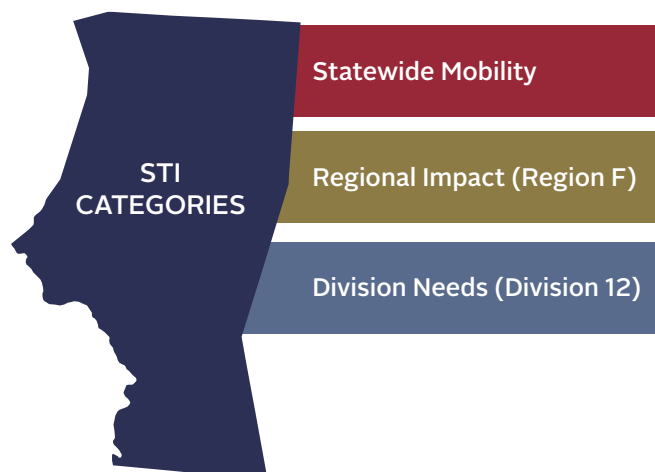 STI
CATEGORIES
Statewide Mobility
Regional Impact (Region F)
Division Needs (Division 12)